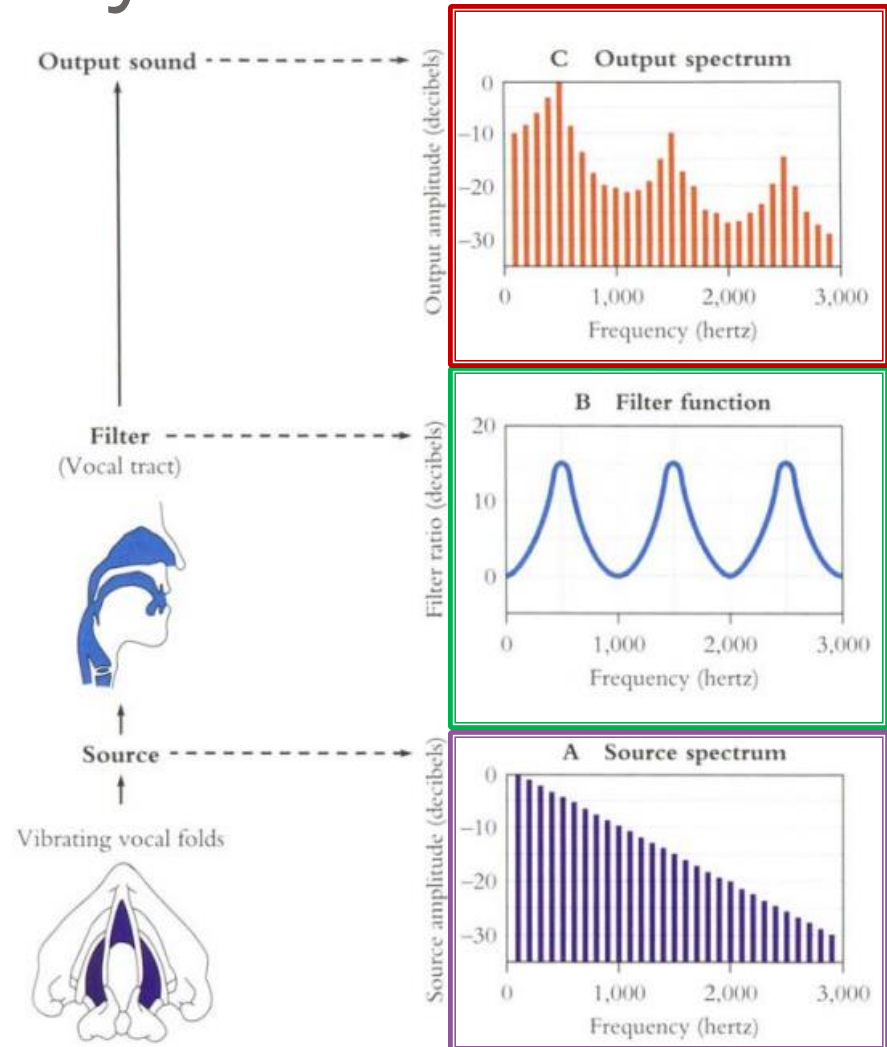 Output sound
C Output spectrum
Output amplitude (decibels)
0
−10
−20
−30
0 1,000 2,000 3,000
Frequency (hertz)
Filter
(Vocal tract)
B Filter function
Filter ratio (decibels)
20
10
0
0 1,000 2,000 3,000
Frequency (hertz)
Source
Vibrating vocal folds
A Source spectrum
Source amplitude (decibels)
0
−10
−20
−30
0 1,000 2,000 3,000
Frequency (hertz)